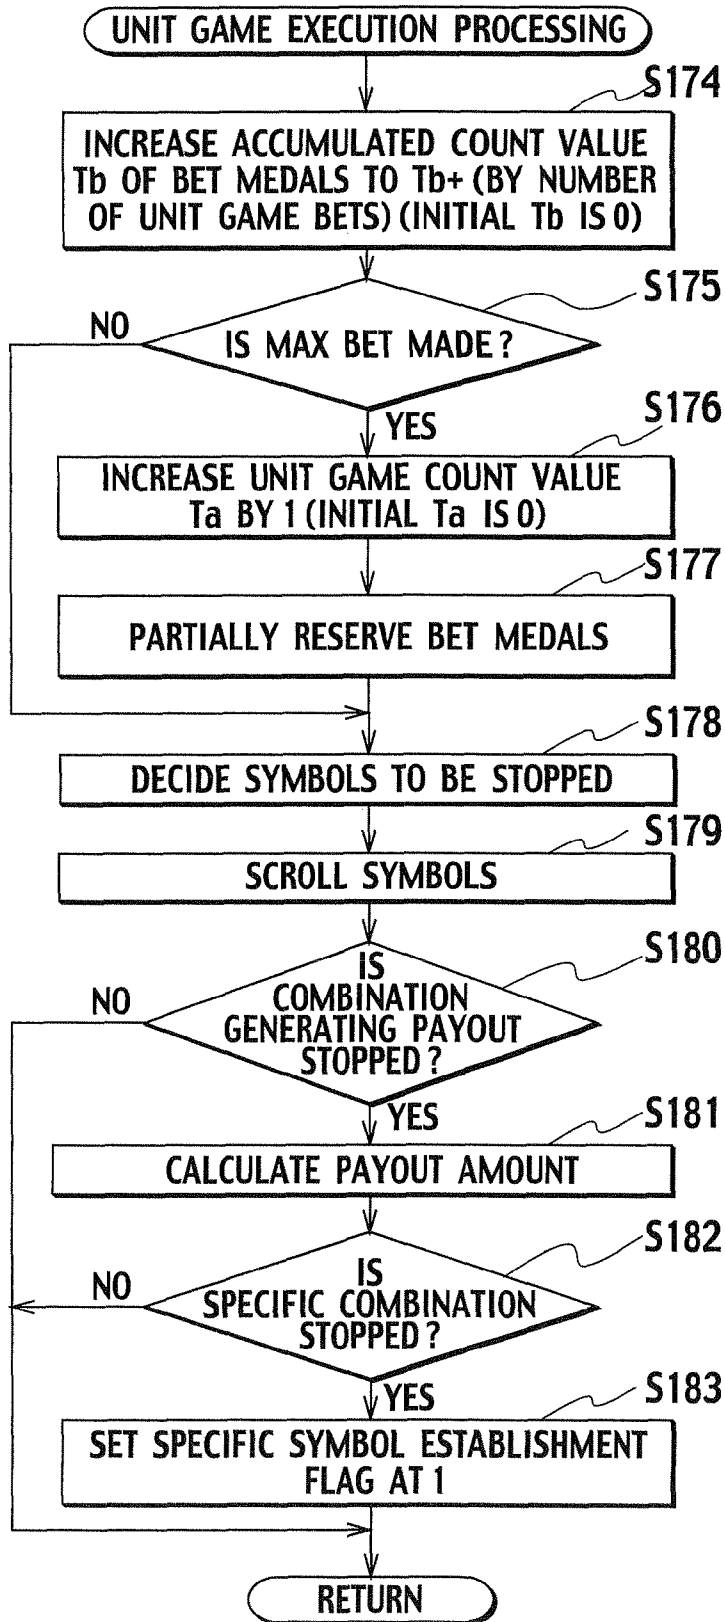 UNIT GAME EXECUTION PROCESSING
S174
INCREASE ACCUMULATED COUNT VALUE
Tb OF BET MEDALS TO Tb+ (BY NUMBER
OF UNIT GAME BETS) (INITIAL Tb IS 0)
S175
NO
IS MAX BET MADE ?
YES
S176
INCREASE UNIT GAME COUNT VALUE
Ta BY 1 (INITIAL Ta IS 0)
S177
PARTIALLY RESERVE BET MEDALS
S178
DECIDE SYMBOLS TO BE STOPPED
S179
SCROLL SYMBOLS
S180
NO
IS
COMBINATION
GENERATING PAYOUT
STOPPED ?
YES
S181
CALCULATE PAYOUT AMOUNT
S182
NO
IS
SPECIFIC COMBINATION
STOPPED ?
YES
S183
SET SPECIFIC SYMBOL ESTABLISHMENT
FLAG AT 1
RETURN